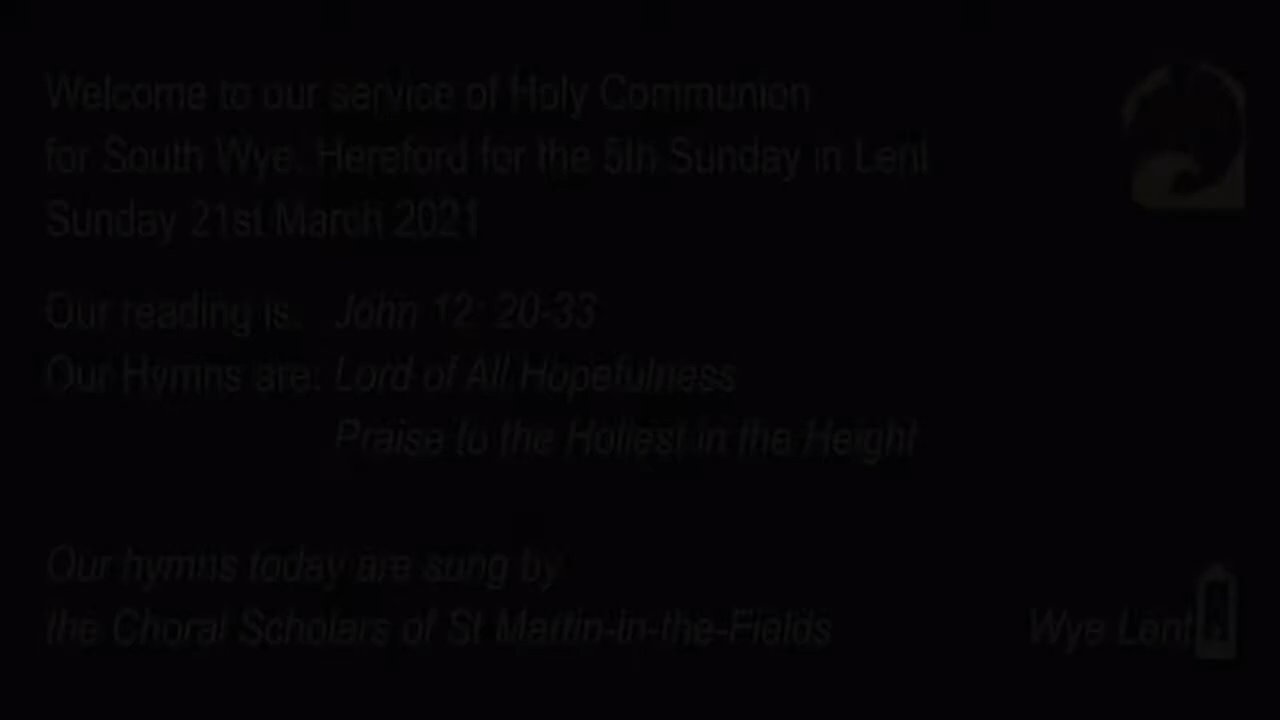 Welcome to our service of Holy Communion
for South Wye, Hereford for the 5th Sunday in Lent
Sunday 21st March 2021
Our reading is: John 12: 20-33
Our Hymns are: Lord of All Hopefulness
Praise to the Holiest in the Height
Our hymns today are sung by
the Choral Scholars of St Martin-in-the-Fields
Wye Lent